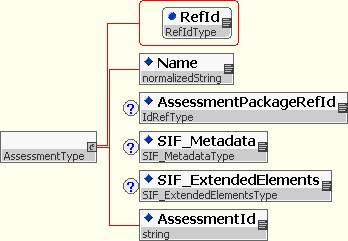 RefId
RefIdType
Name
normalizedString
?
AssessmentPackageRefId
IdRefType
AssessmentType
?
SIF_Metadata
SIF_MetadataType
?
SIF_ExtendedElements
SIF_ExtendedElementsType
AssessmentId
string